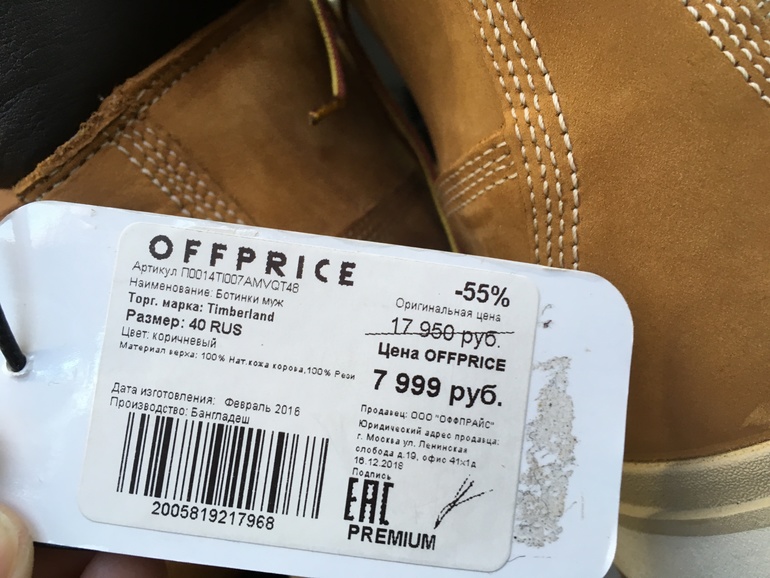 OFFPRICE
Артикул П0014TI007AMVQT48
Наименование: Ботинки муж
Торг. марка: Timberland
Размер: 40 RUS
Цвет: коричневый
Материал верха: 100% Нат.кожа корова,100% Рези
Дата изготовления: Февраль 2016
Производство: Бангладеш
2005819217968
-55%
Оригинальная цена
17 950 руб.
Цена OFFPRICE
7 999 руб.
Продавец: ООО "ОФФПРАЙС"
Юридический адрес продавца:
г. Москва ул. Ленинская
слобода д.19, офис 41х1д
16.12.2018
Подпись
EAC
PREMIUM